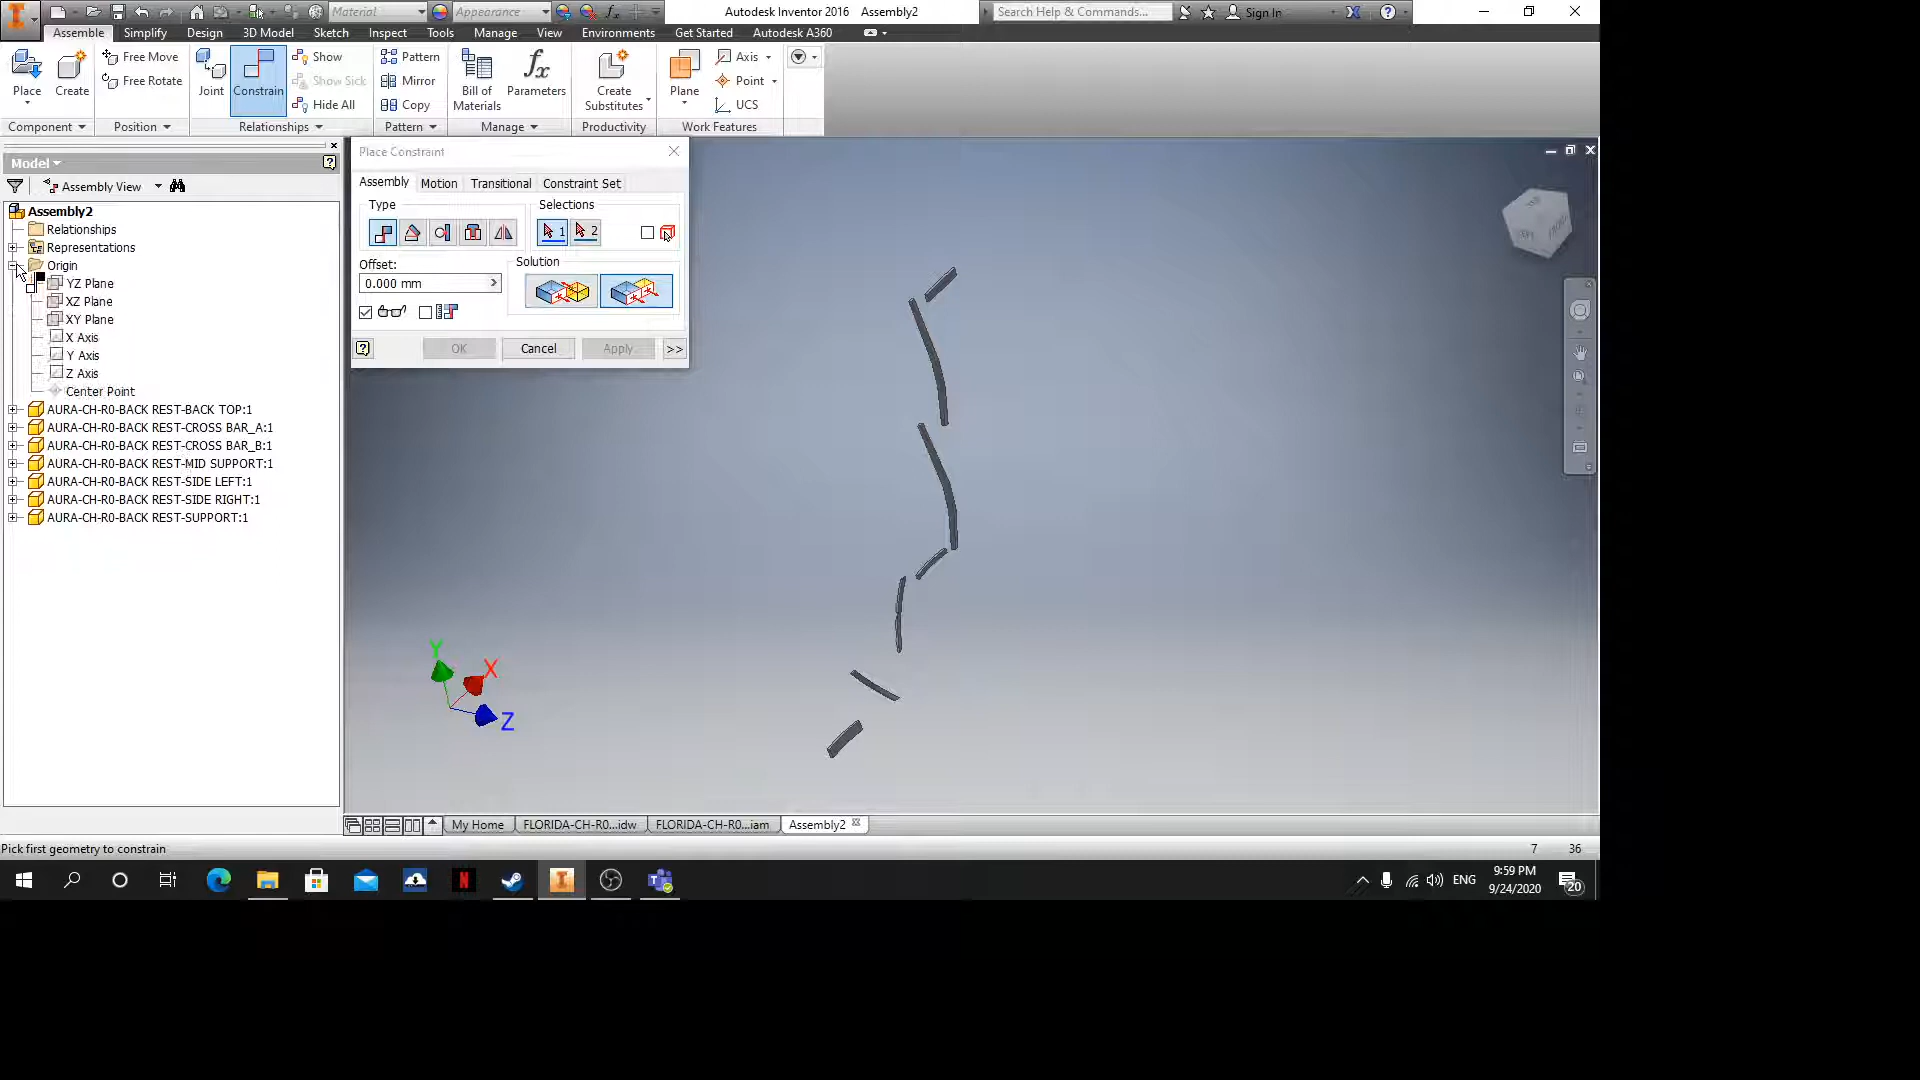 Material
Appearance
Autodesk Inventor 2016 Assembly2
Search Help & Commands...
Sign In
Assemble Simplify Design 3D Model Sketch Inspect Tools Manage View Environments Get Started Autodesk A360
Place
Create
Free Move
Free Rotate
Joint
Constrain
Show
Show Sick
Hide All
Pattern
Mirror
Copy
Bill of
Materials
fx
Parameters
Create
Substitutes
Plane
Axis
Point
UCS
Component Position Relationships Pattern Manage Productivity Work Features
Model
Assembly View
Assembly2
Relationships
Representations
Origin
YZ Plane
XZ Plane
XY Plane
X Axis
Y Axis
Z Axis
Center Point
AURA-CH-R0-BACK REST-BACK TOP:1
AURA-CH-R0-BACK REST-CROSS BAR_A:1
AURA-CH-R0-BACK REST-CROSS BAR_B:1
AURA-CH-R0-BACK REST-MID SUPPORT:1
AURA-CH-R0-BACK REST-SIDE LEFT:1
AURA-CH-R0-BACK REST-SIDE RIGHT:1
AURA-CH-R0-BACK REST-SUPPORT:1
Place Constraint
Assembly Motion Transitional Constraint Set
Type
Selections
1 2
Offset:
0.000 mm
Solution
OK Cancel Apply >>
Y
X
Z
My Home FLORIDA-CH-R0...idw FLORIDA-CH-R0...iam Assembly2
Pick first geometry to constrain
7 36
ENG
9:59 PM
9/24/2020
20